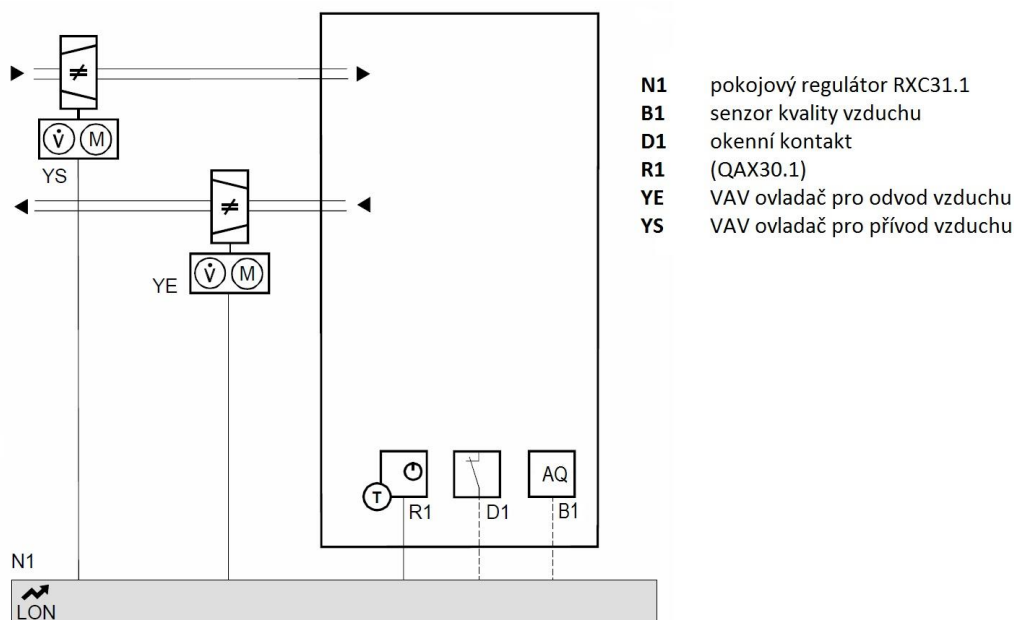 V̇ M
YS
V̇ M
YE
T
R1
D1
AQ
B1
N1
LON
N1 pokojový regulátor RXC31.1
B1 senzor kvality vzduchu
D1 okenní kontakt
R1 (QAX30.1)
YE VAV ovladač pro odvod vzduchu
YS VAV ovladač pro přívod vzduchu